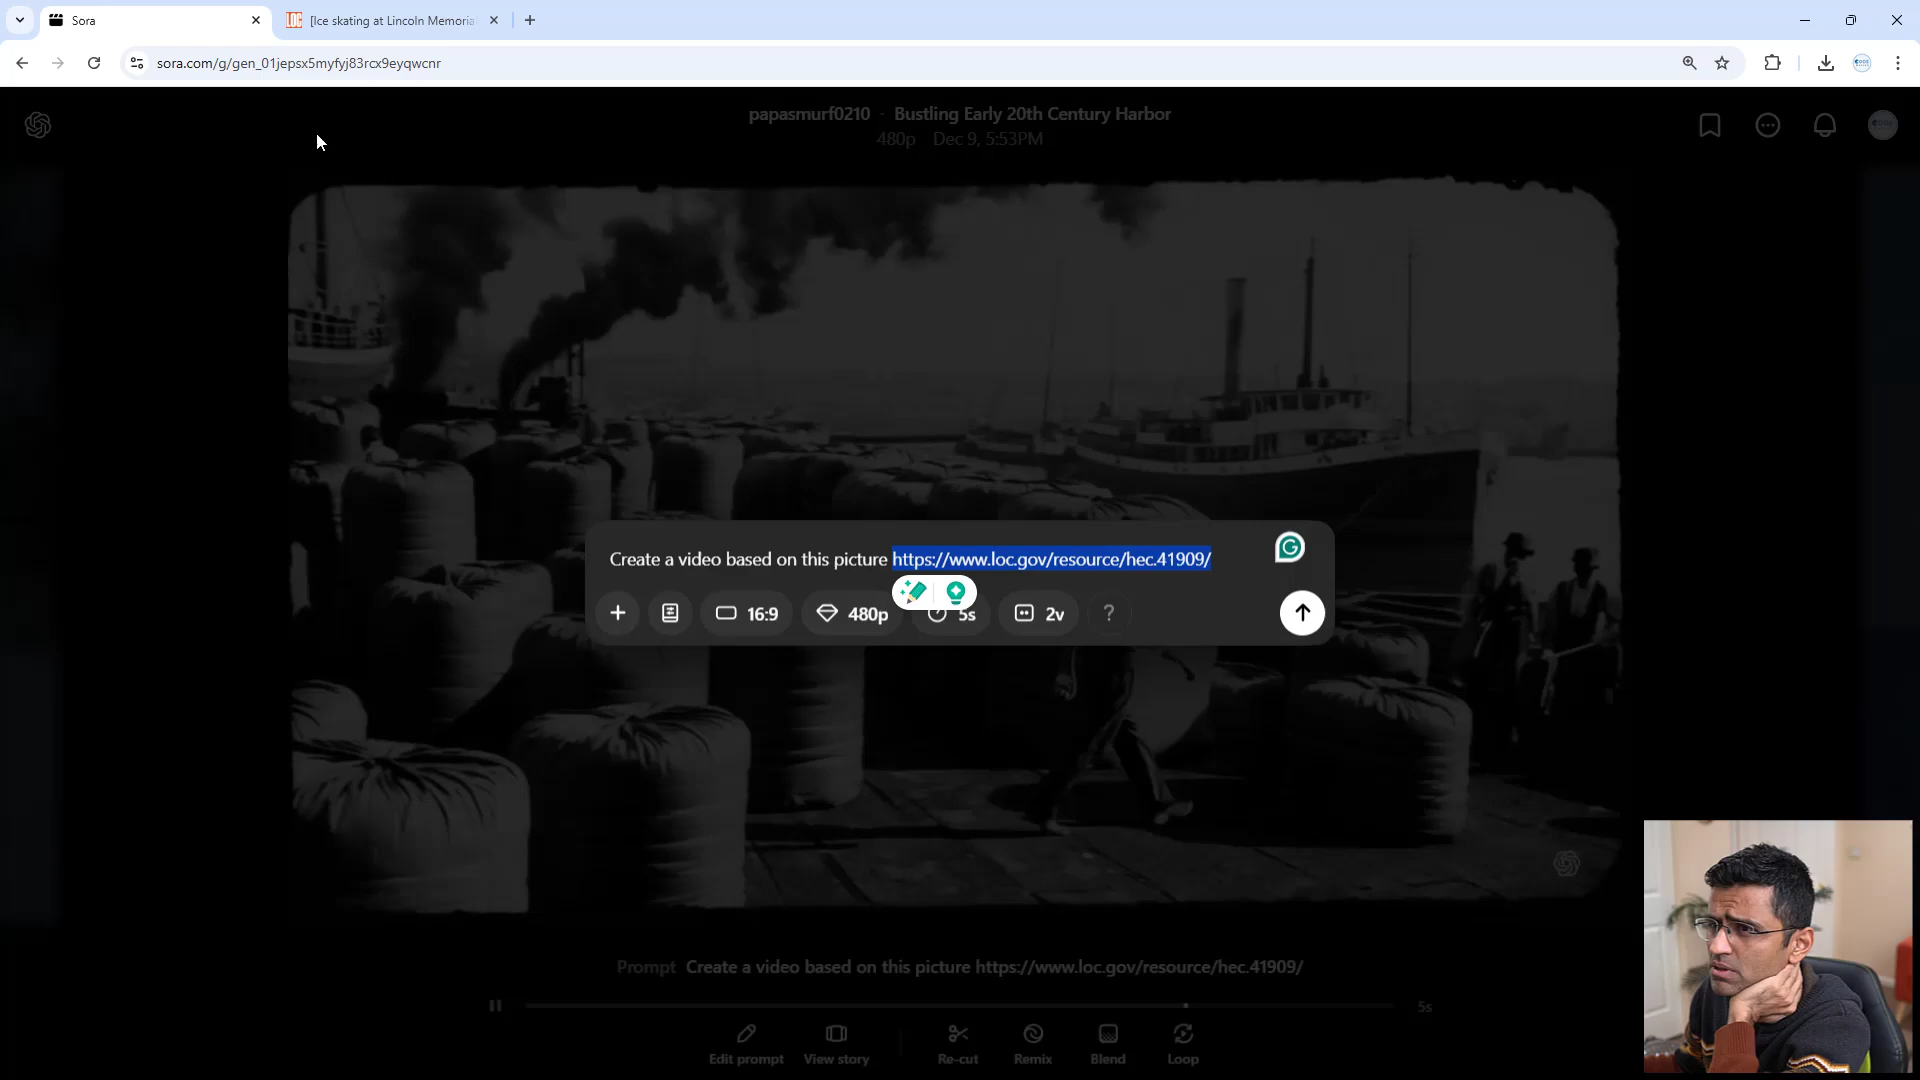 Sora
[Ice skating at Lincoln Memoria
sora.com/g/gen_01jepsx5myfyj83rcx9eyqwcnr
papasmurf0210 · Bustling Early 20th Century Harbor
480p Dec 9, 5:53PM
Create a video based on this picture https://www.loc.gov/resource/hec.41909/
16:9
480p
5s
2v
?
Prompt Create a video based on this picture https://www.loc.gov/resource/hec.41909/
5s
Edit prompt
View story
Re-cut
Remix
Blend
Loop